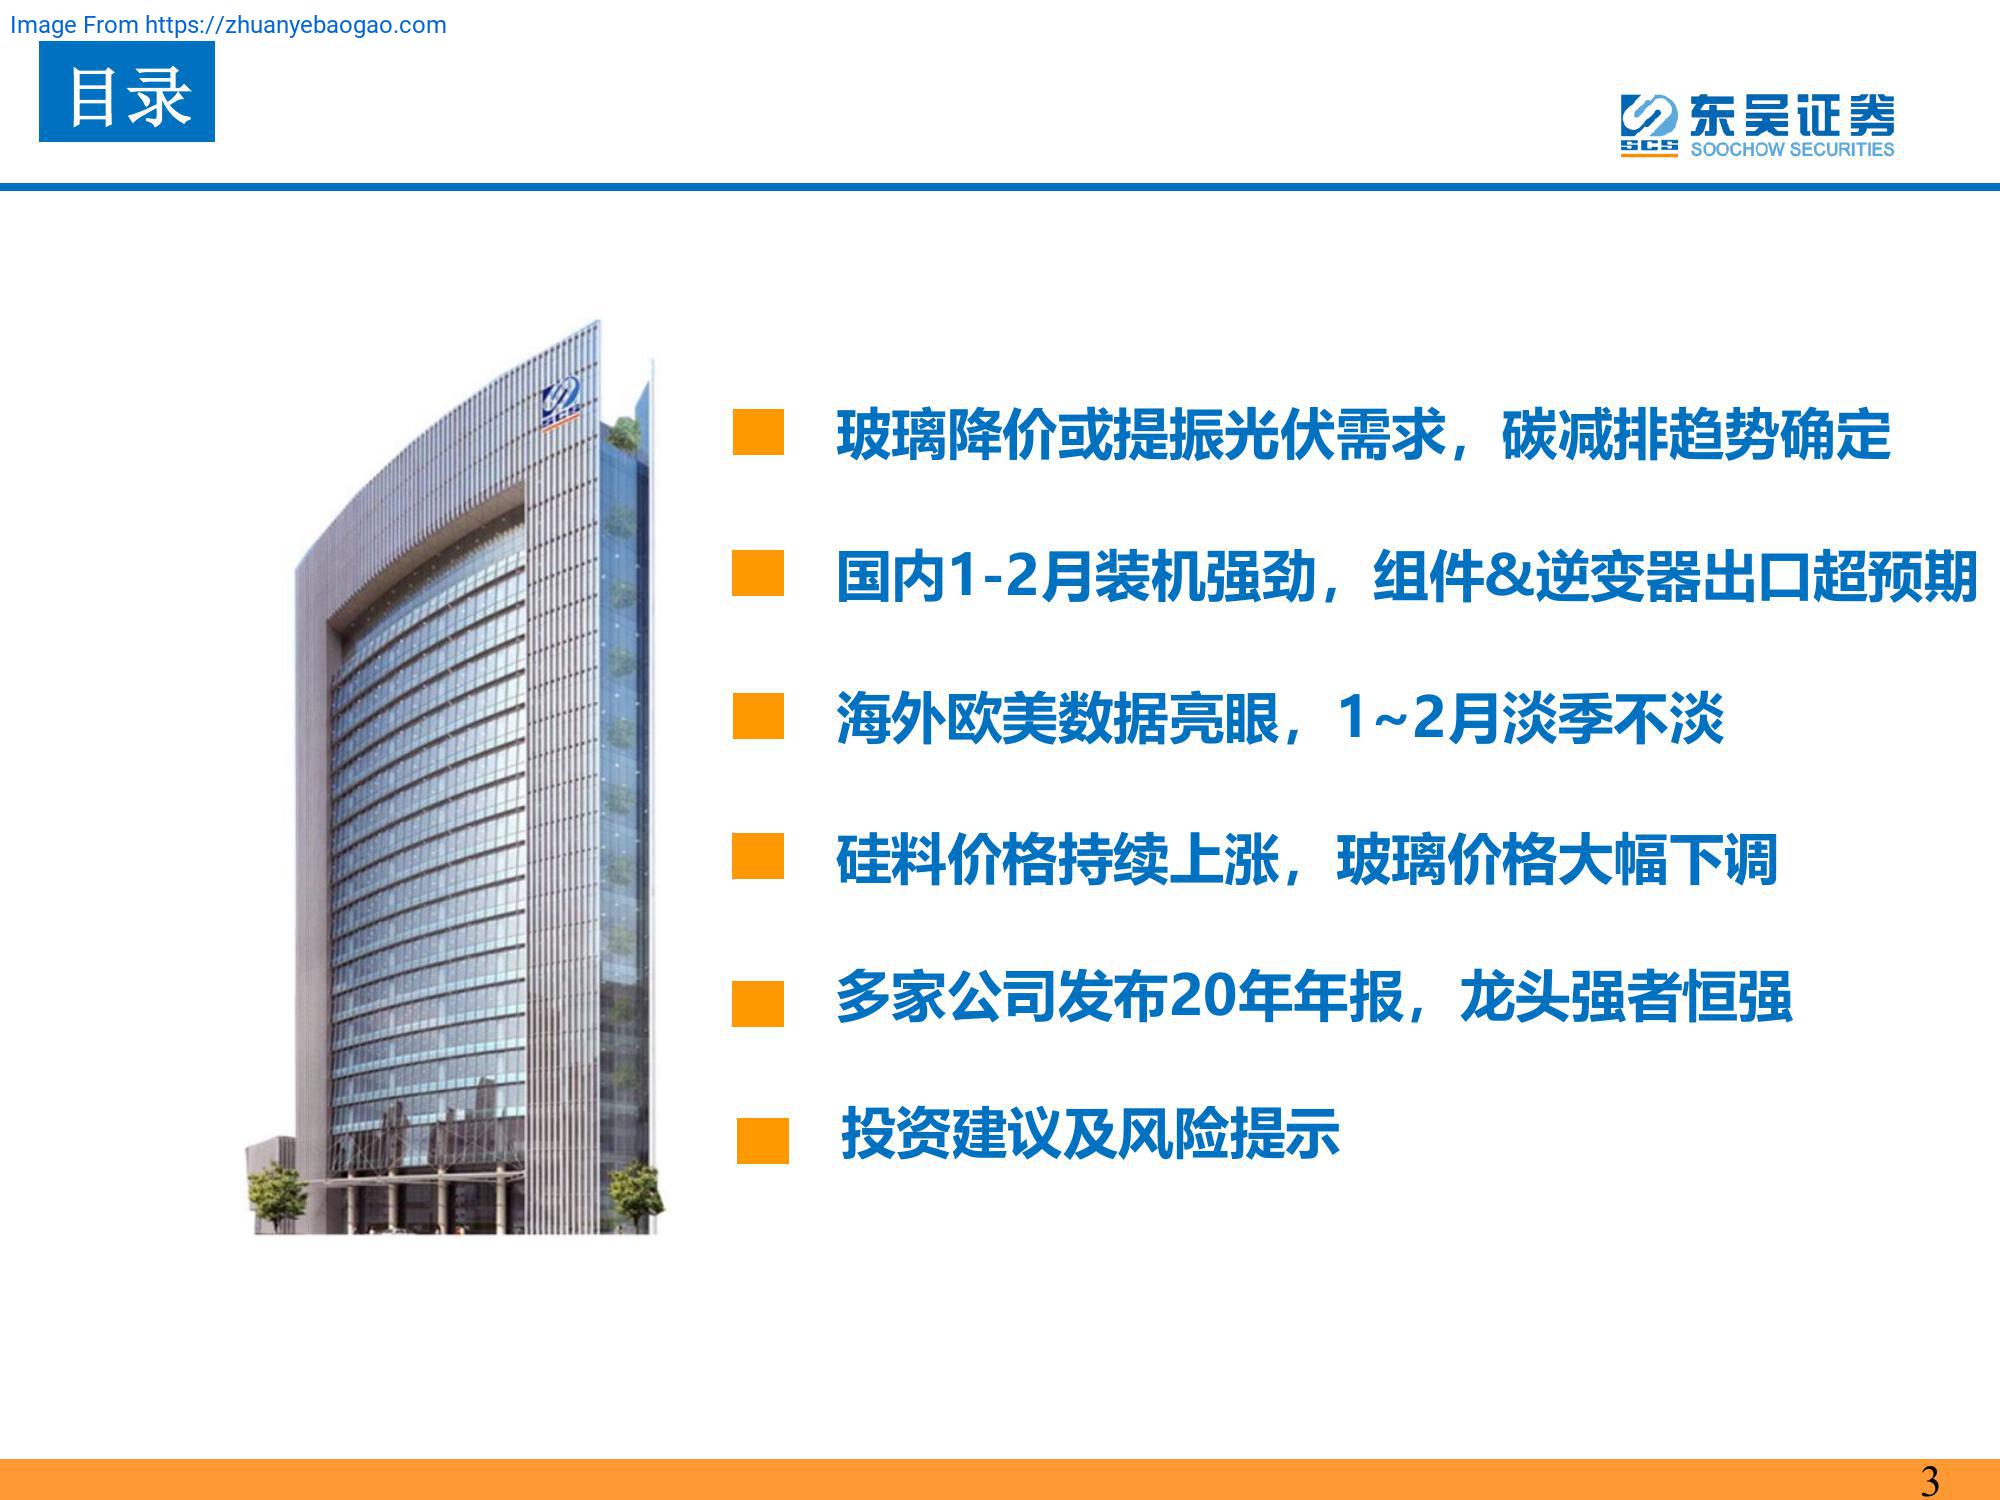 Image From https://zhuanyebaogao.com
目录
东吴证券
SCS
SOOCHOW SECURITIES
SCS
玻璃降价或提振光伏需求，碳减排趋势确定
国内1-2月装机强劲，组件&逆变器出口超预期
海外欧美数据亮眼，1~2月淡季不淡
硅料价格持续上涨，玻璃价格大幅下调
多家公司发布20年年报，龙头强者恒强
投资建议及风险提示
3